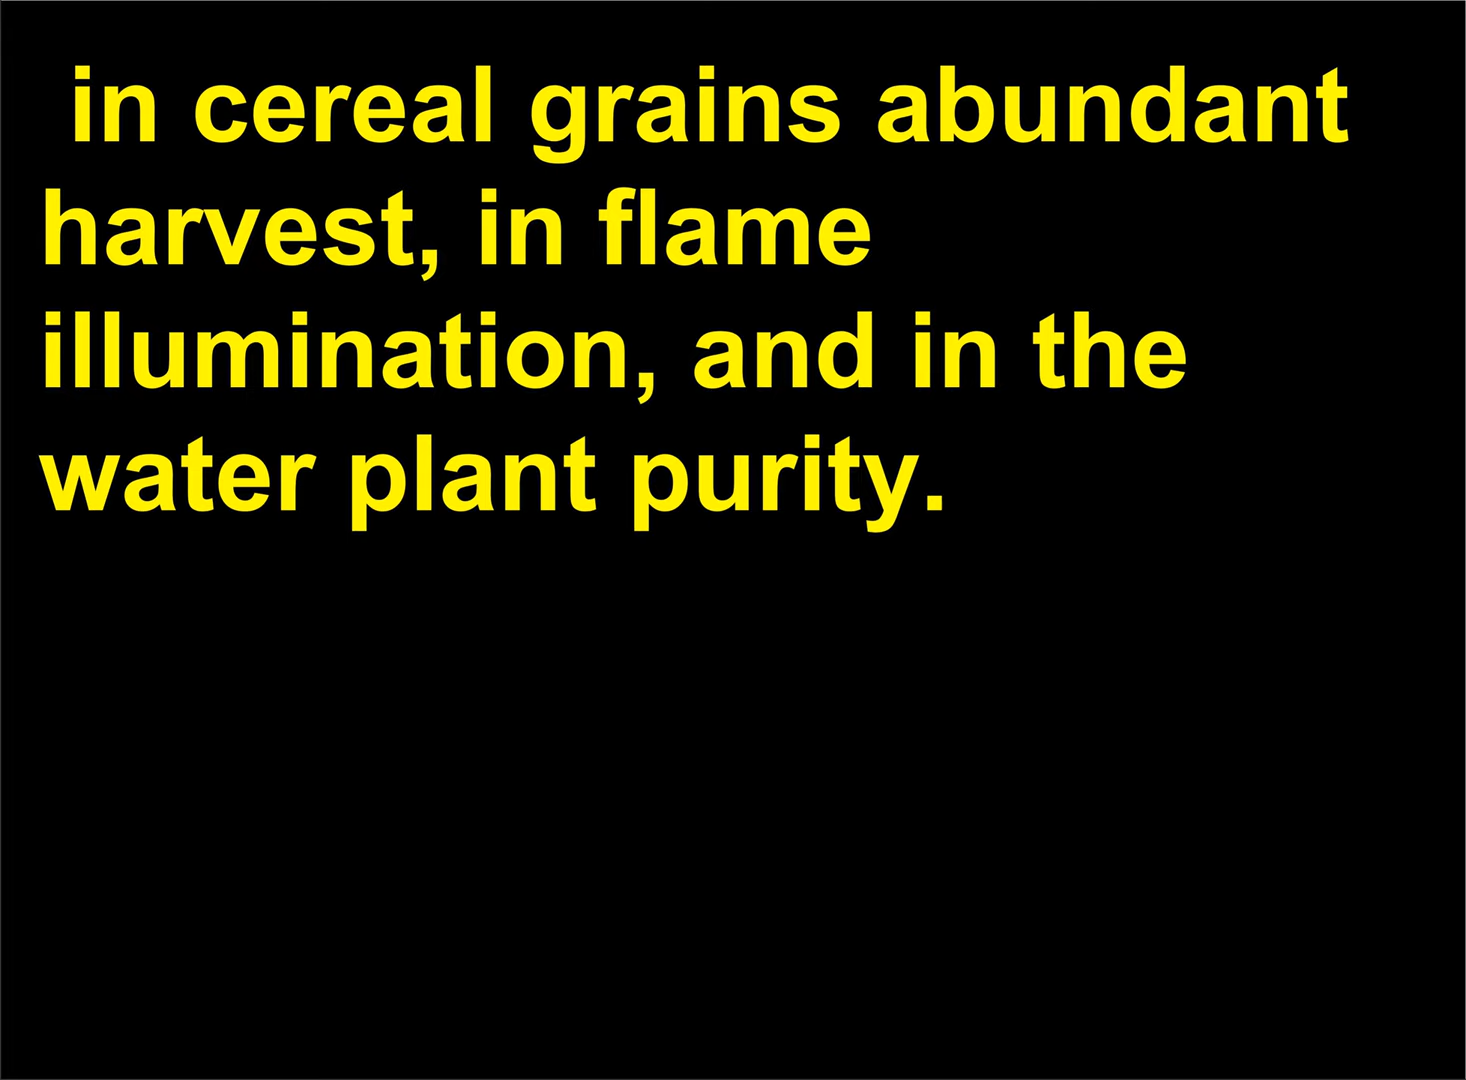 in cereal grains abundant
harvest, in flame
illumination, and in the
water plant purity.